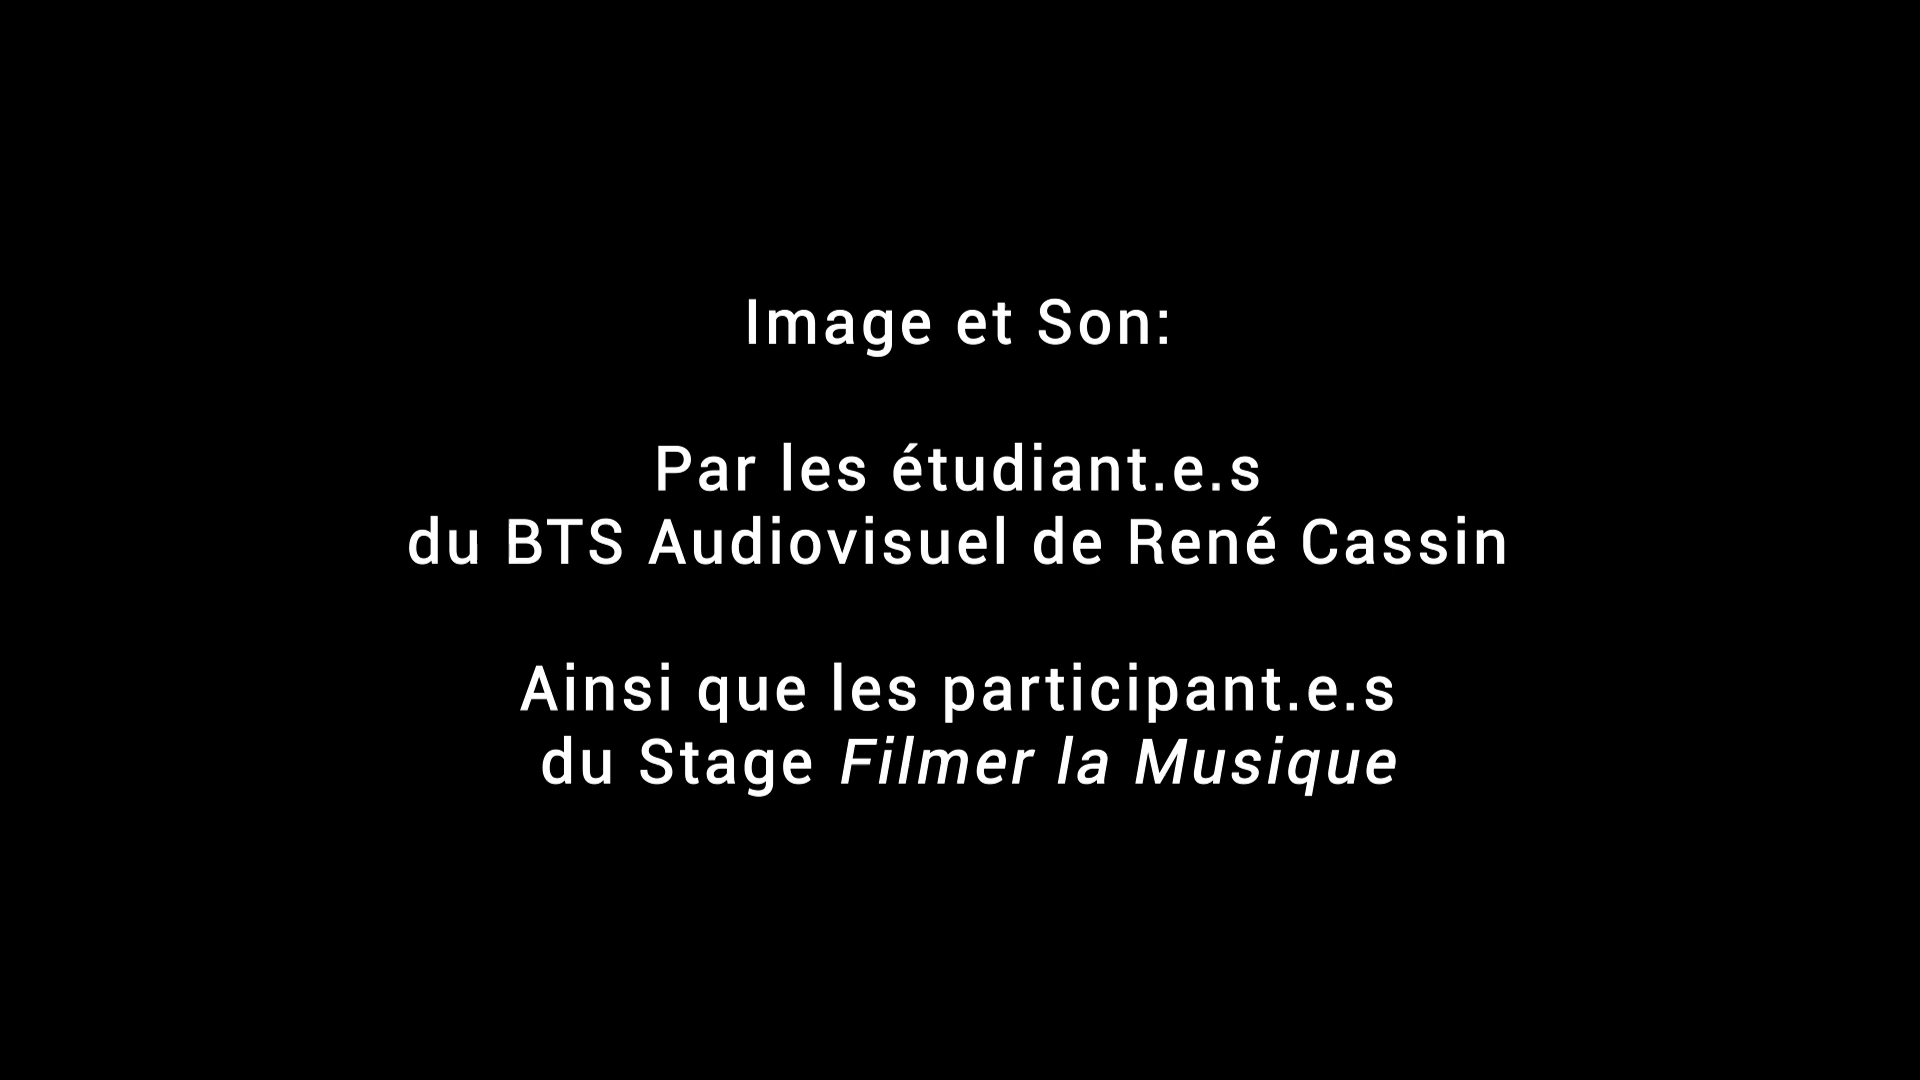 Image et Son:
Par les étudiant.e.s
du BTS Audiovisuel de René Cassin
Ainsi que les participant.e.s
du Stage Filmer la Musique